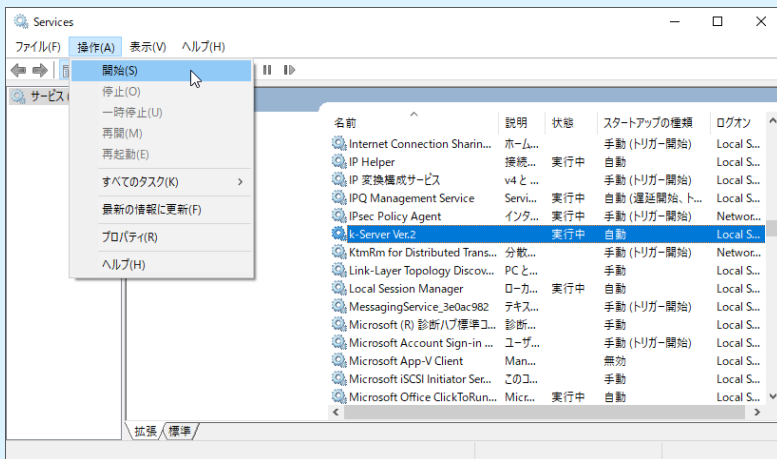 Services
ファイル(F) 操作(A) 表示(V) ヘルプ(H)
開始(S)
停止(O)
一時停止(U)
再開(M)
再起動(E)
すべてのタスク(K)
最新の情報に更新(F)
プロパティ(R)
ヘルプ(H)
サービス (
名前 説明 状態 スタートアップの種類 ログオン
Internet Connection Sharin... ホーム... 手動 (トリガー開始) Local S...
IP Helper 接続... 実行中 自動 Local S...
IP 変換構成サービス v4 と ... 手動 (トリガー開始) Local S...
IPQ Management Service Servi... 実行中 自動 (遅延開始、ト... Local S...
IPsec Policy Agent インタ... 実行中 手動 (トリガー開始) Networ...
k-Server Ver.2 実行中 自動 Local S...
KtmRm for Distributed Trans... 分散... 手動 (トリガー開始) Networ...
Link-Layer Topology Discov... PC と... 手動 Local S...
Local Session Manager ローカ... 実行中 自動 Local S...
MessagingService_3e0ac982 テキス... 手動 (トリガー開始) Local S...
Microsoft (R) 診断ハブ標準コ... 診断... 手動 Local S...
Microsoft Account Sign-in ... ユーザ... 手動 (トリガー開始) Local S...
Microsoft App-V Client Man... 無効 Local S...
Microsoft iSCSI Initiator Ser... このコ... 手動 Local S...
Microsoft Office ClickToRun... Micr... 実行中 自動 Local S...
拡張 標準